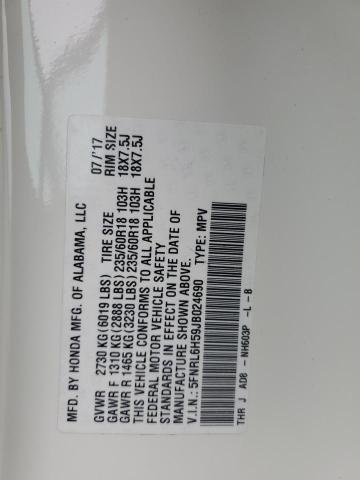 MFD. BY HONDA MFG. OF ALABAMA, LLC 07/'17
GVWR 2730 KG(6019 LBS) TIRE SIZE RIM SIZE
GAWR F 1310 KG(2888 LBS)235/60R18 103H 18X7.5J
GAWR R 1465 KG(3230 LBS)235/60R18 103H 18X7.5J
THIS VEHICLE CONFORMS TO ALL APPLICABLE
FEDERAL MOTOR VEHICLE SAFETY
STANDARDS IN EFFECT ON THE DATE OF
MANUFACTURE SHOWN ABOVE.
V.I.N.: 5FNRL6H59JB024690 TYPE: MPV
THR J AD8 -NH603P -L-B